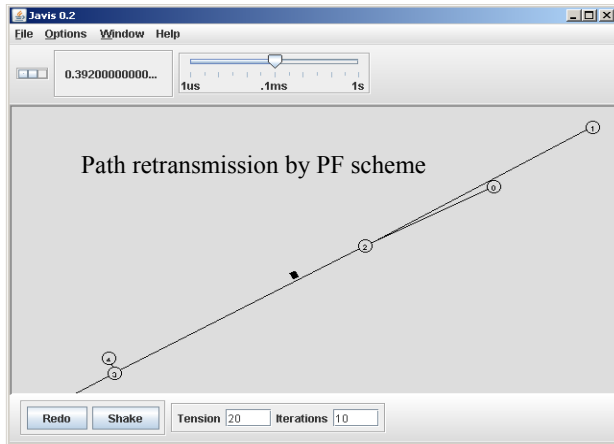 Javis 0.2
File Options Window Help
0.39200000000...
1us .1ms 1s
Path retransmission by PF scheme
1
0
2
4
3
Redo Shake Tension 20 Iterations 10